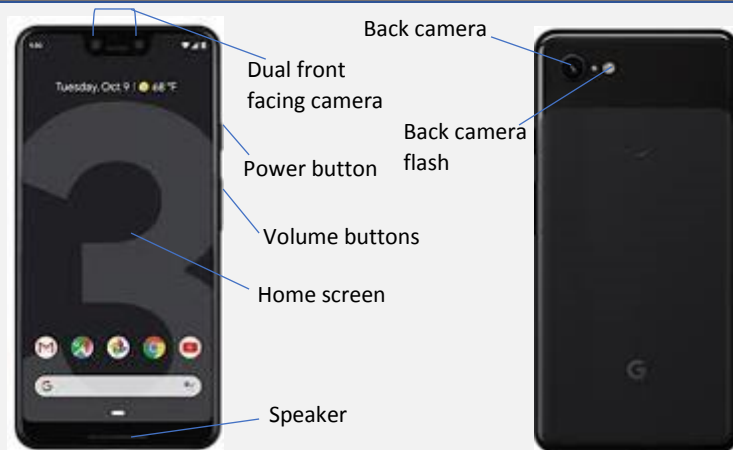 Back camera
Dual front
facing camera
Back camera
flash
Power button
Volume buttons
Home screen
Speaker
Tuesday, Oct 9 | 68 °F
3
G
G